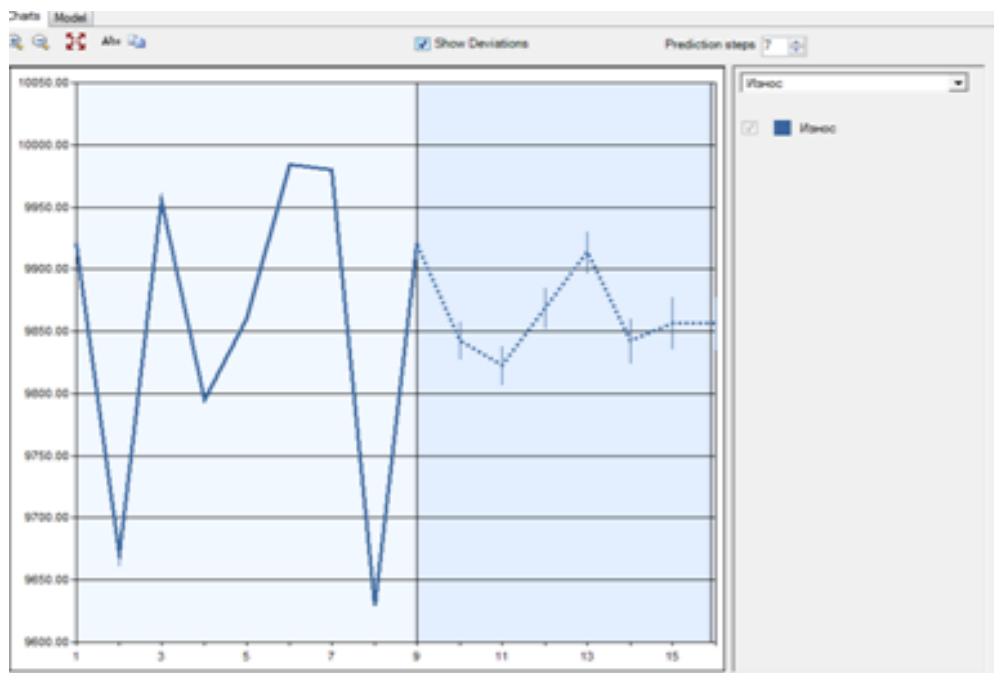 Charts Model
Abc Show Deviations Prediction steps 7
10050.00
10000.00
9950.00
9900.00
9850.00
9800.00
9750.00
9700.00
9650.00
9600.00
1 3 5 7 9 11 13 15
Износ
Износ